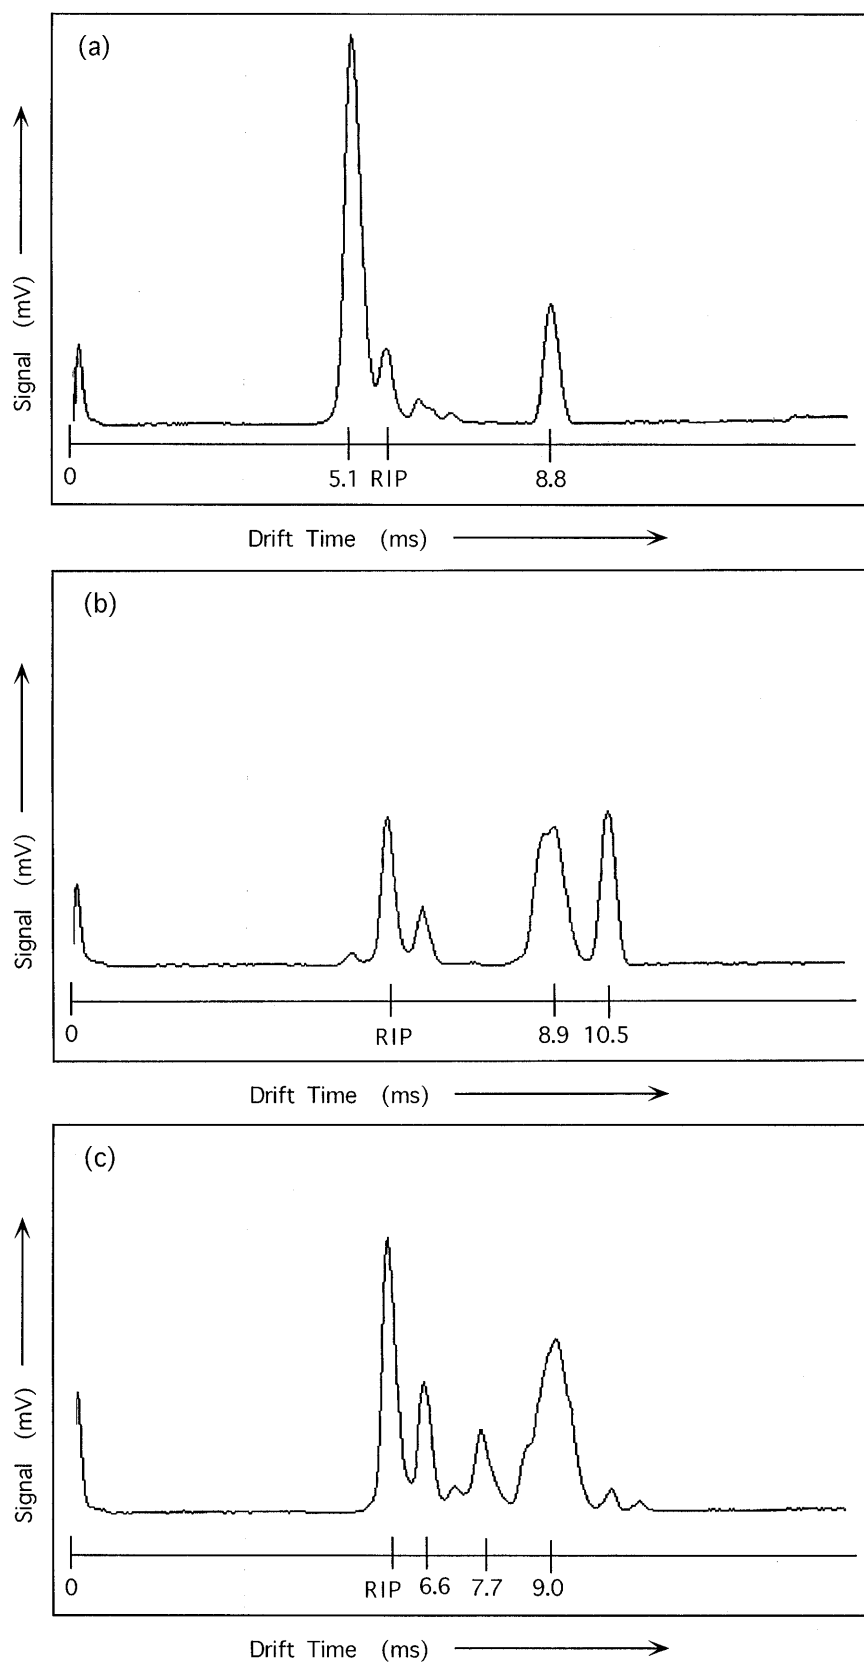 (a)
Signal (mV)
0 5.1 RIP 8.8
Drift Time (ms)
(b)
Signal (mV)
0 RIP 8.9 10.5
Drift Time (ms)
(c)
Signal (mV)
0 RIP 6.6 7.7 9.0
Drift Time (ms)